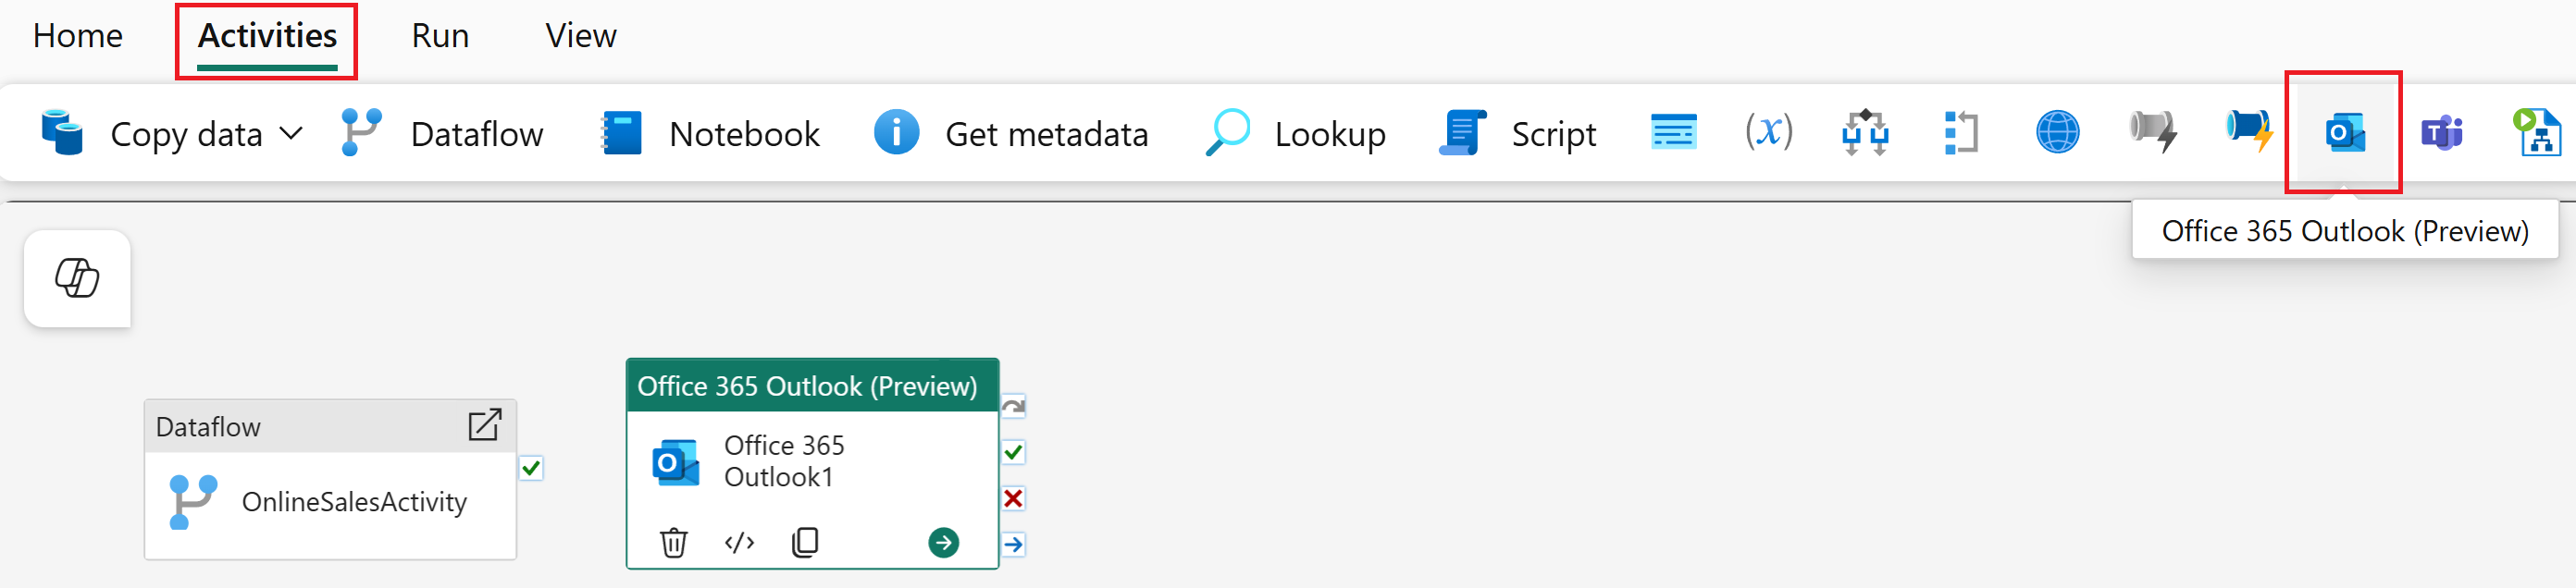 Home Activities Run View
Copy data Dataflow Notebook Get metadata Lookup Script (x)
Office 365 Outlook (Preview)
Office 365 Outlook (Preview)
Dataflow
Office 365
Outlook1
OnlineSalesActivity